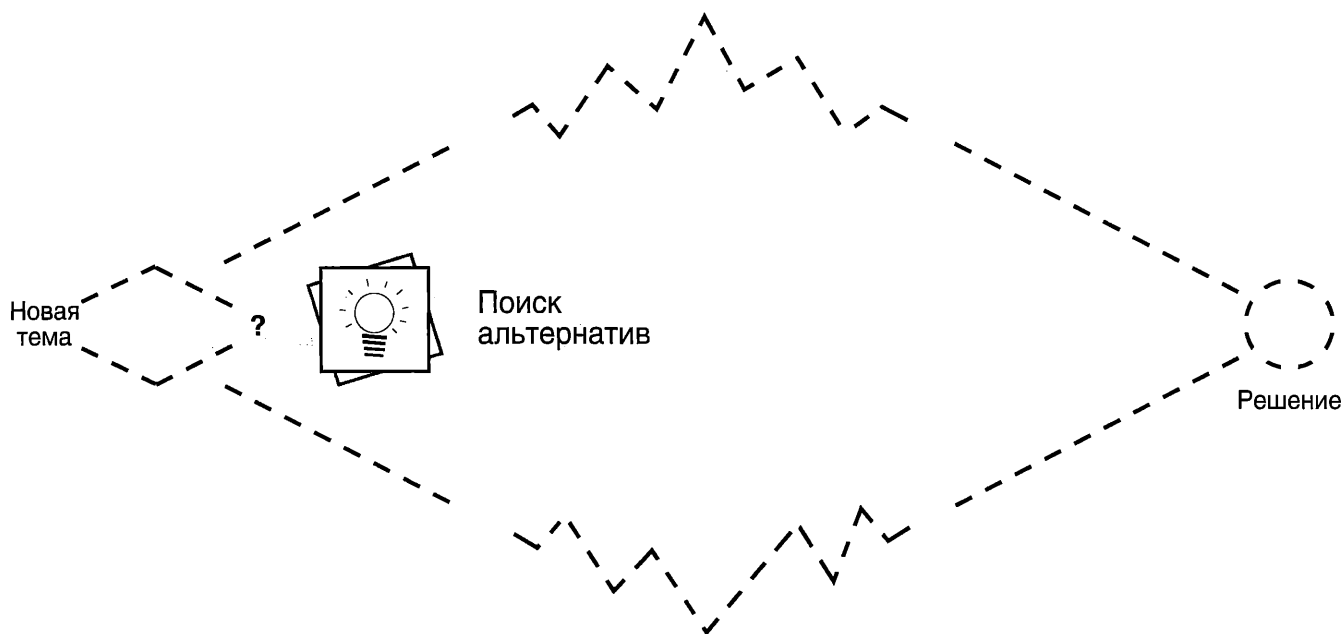 Новая
тема
?
Поиск
альтернатив
Решение